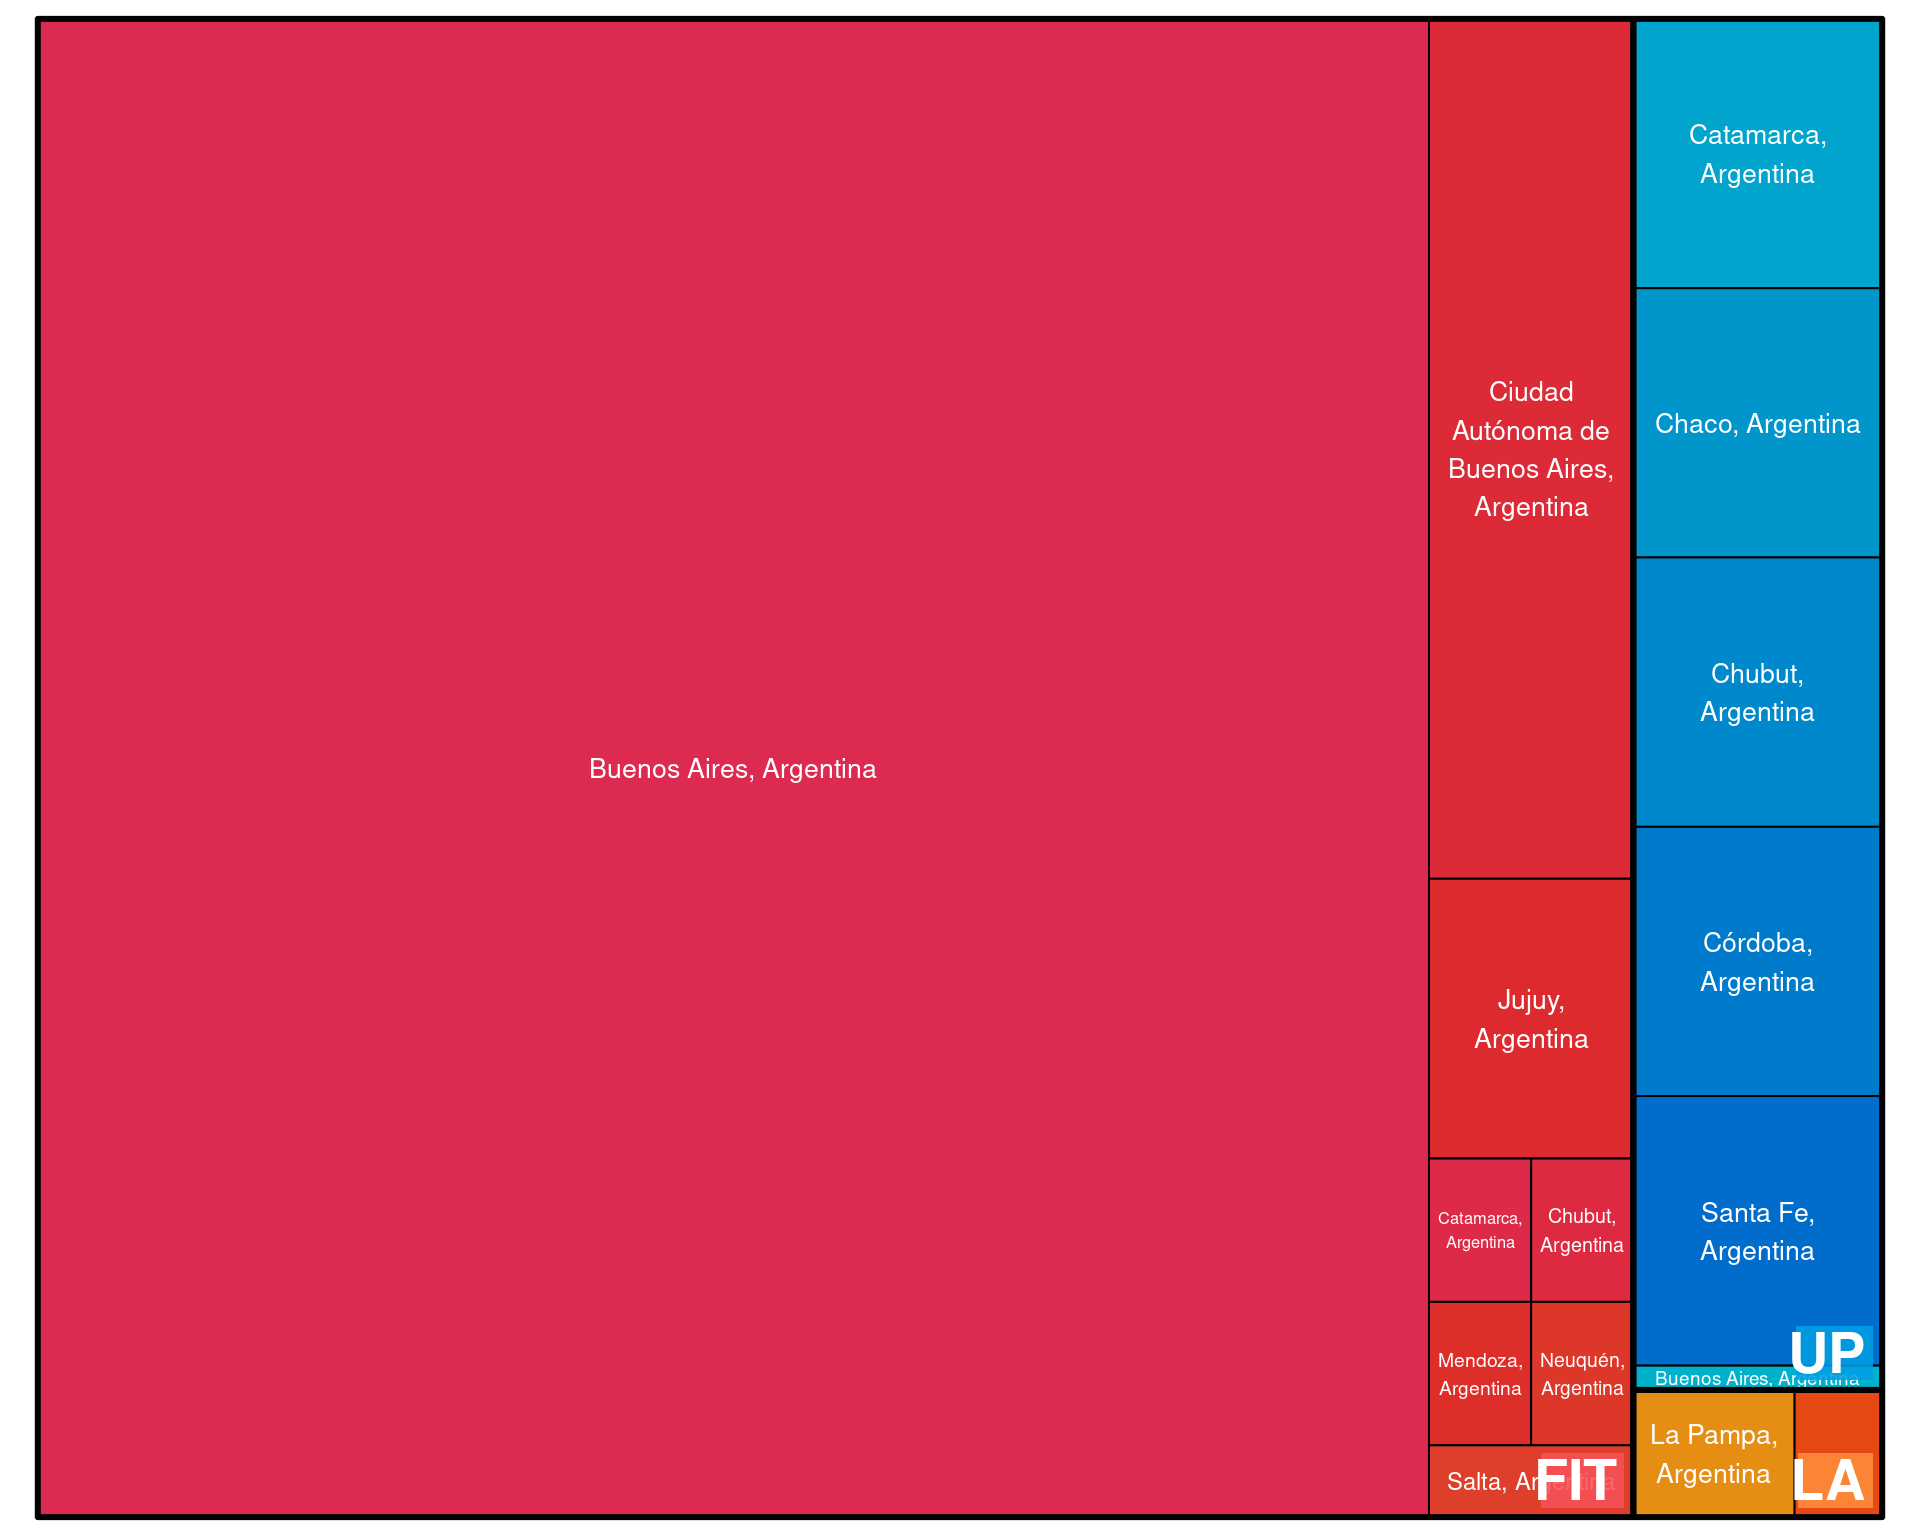 Buenos Aires, Argentina
Ciudad
Autónoma de
Buenos Aires,
Argentina
Jujuy,
Argentina
Catamarca,
Argentina
Chubut,
Argentina
Mendoza,
Argentina
Neuquén,
Argentina
Salta, Argentina
FIT
Catamarca,
Argentina
Chaco, Argentina
Chubut,
Argentina
Córdoba,
Argentina
Santa Fe,
Argentina
UP
Buenos Aires, Argentina
La Pampa,
Argentina
LA